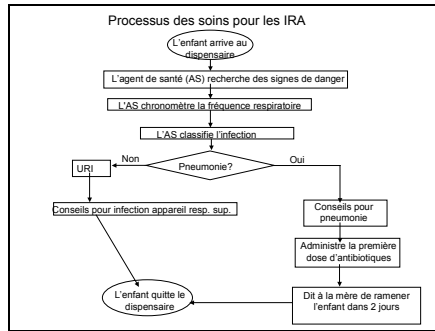 Processus des soins pour les IRA
L'enfant arrive au
dispensaire
L'agent de santé (AS) recherche des signes de danger
L'AS chronomètre la fréquence respiratoire
L'AS classifie l'infection
Non
Pneumonie?
Oui
URI
Conseils pour infection appareil resp. sup.
Conseils pour
pneumonie
Administre la première
dose d'antibiotiques
Dit à la mère de ramener
l'enfant dans 2 jours
L'enfant quitte le
dispensaire